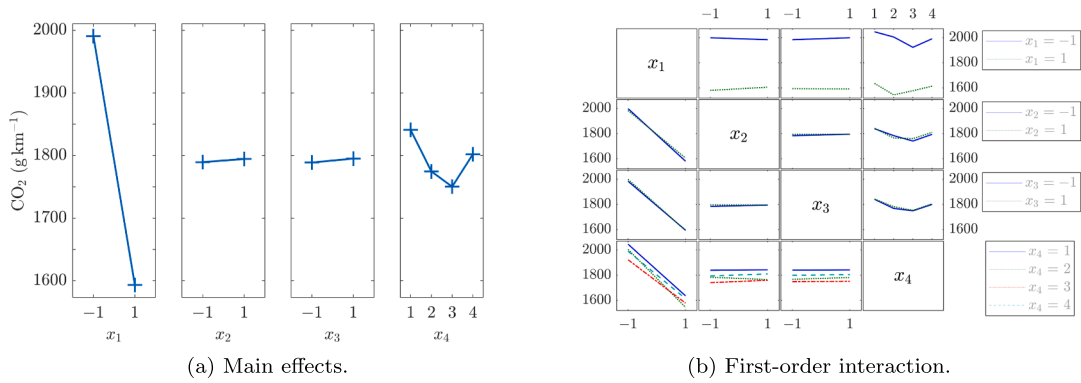 2000
1900
1800
1700
1600
CO₂ (g km⁻¹)
−1 1
x₁
−1 1
x₂
−1 1
x₃
1 2 3 4
x₄
(a) Main effects.
−1 1 −1 1 1 2 3 4
x₁
2000
1800
1600
x₁ = −1
x₁ = 1
2000
1800
1600
x₂
2000
1800
1600
x₂ = −1
x₂ = 1
2000
1800
1600
x₃
2000
1800
1600
x₃ = −1
x₃ = 1
2000
1800
1600
x₄
x₄ = 1
x₄ = 2
x₄ = 3
x₄ = 4
−1 1 −1 1 −1 1
(b) First-order interaction.